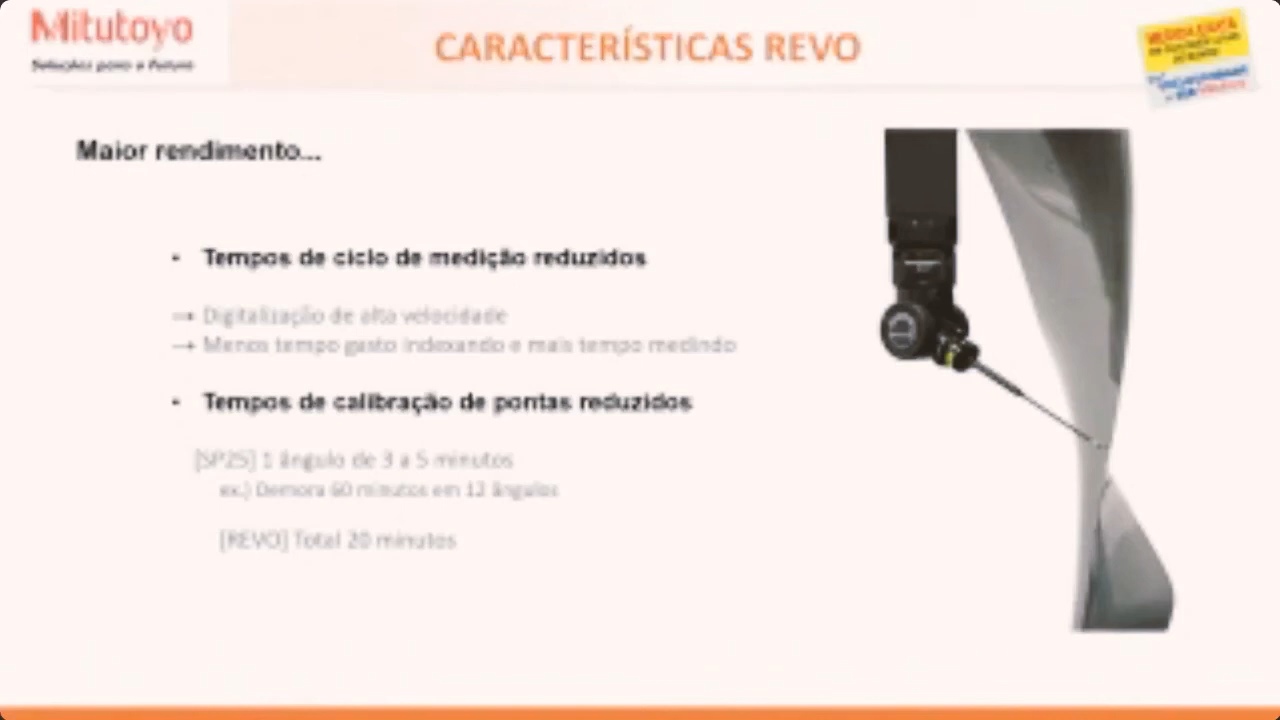 Mitutoyo
Soluções para o Futuro
CARACTERÍSTICAS REVO
Maior rendimento...
• Tempos de ciclo de medição reduzidos
→ Digitalização de alta velocidade
→ Menos tempo gasto indexando e mais tempo medindo
• Tempos de calibração de pontas reduzidos
[SP25] 1 ângulo de 3 a 5 minutos
ex.) Demora 60 minutos em 12 ângulos
[REVO] Total 20 minutos